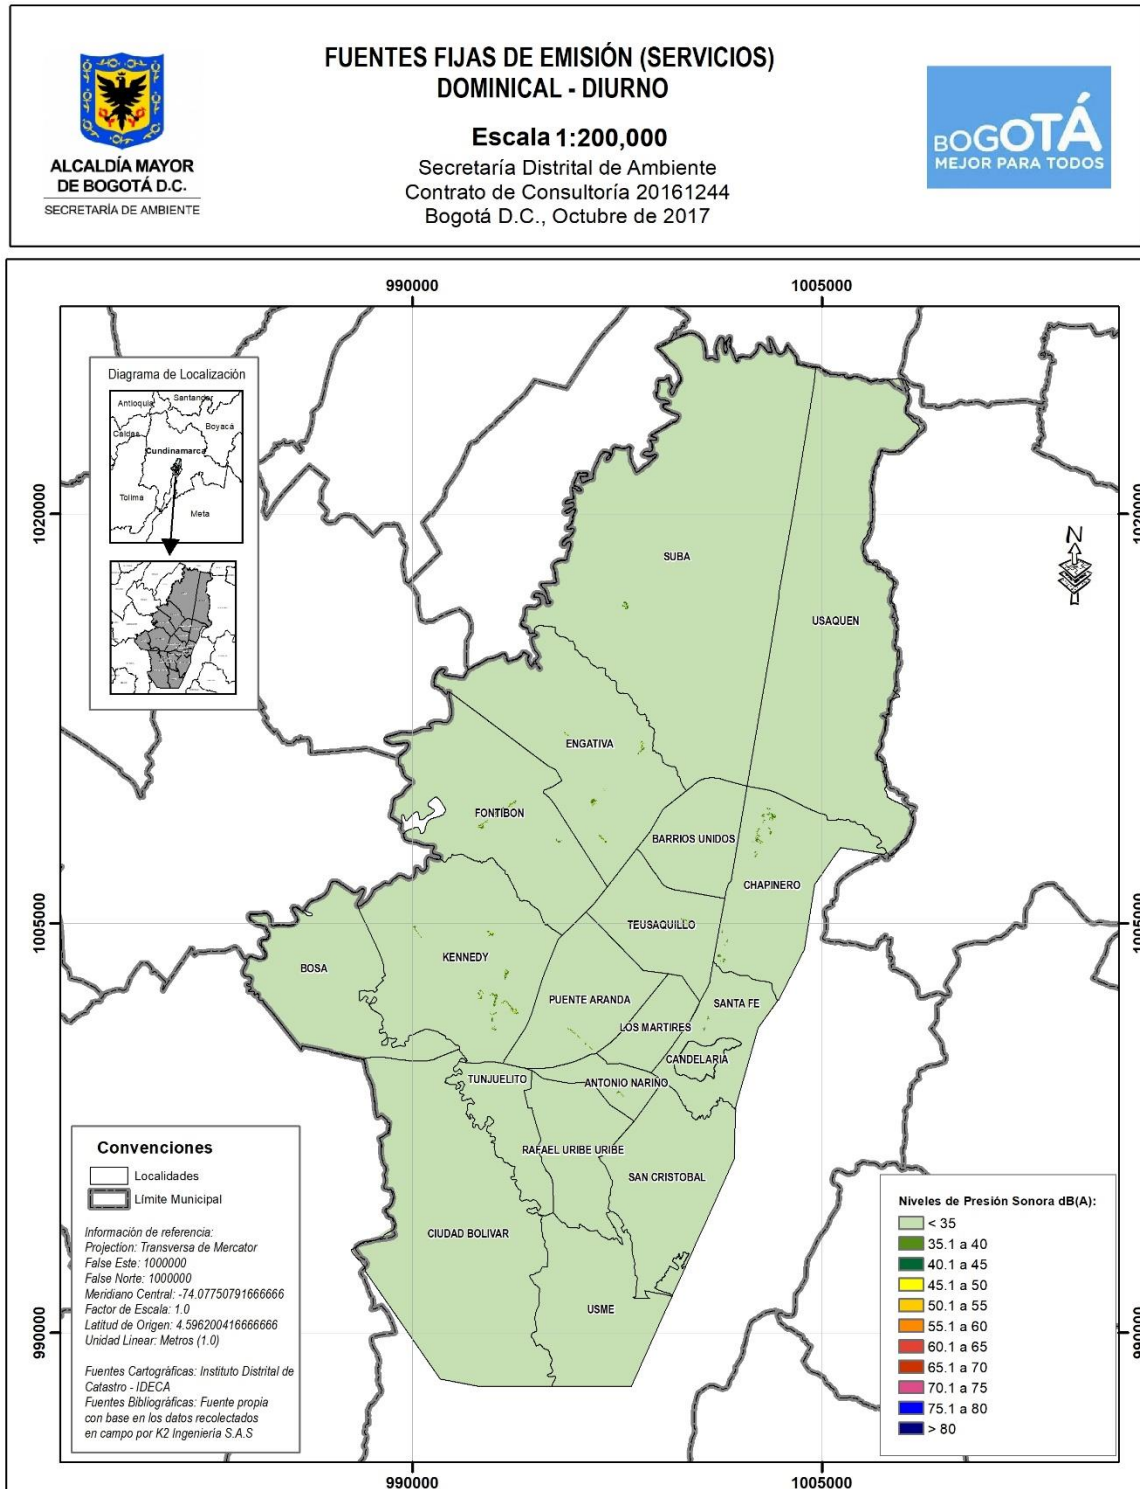 FUENTES FIJAS DE EMISIÓN (SERVICIOS)
DOMINICAL - DIURNO
Escala 1:200,000
Secretaría Distrital de Ambiente
Contrato de Consultoría 20161244
Bogotá D.C., Octubre de 2017
ALCALDÍA MAYOR
DE BOGOTÁ D.C.
SECRETARÍA DE AMBIENTE
BOGOTÁ
MEJOR PARA TODOS
990000
1005000
Diagrama de Localización
Antioquia
Santander
Boyacá
Caldas
Cundinamarca
Tolima
Meta
1020000
1020000
N
SUBA
USAQUEN
ENGATIVA
FONTIBON
BARRIOS UNIDOS
CHAPINERO
1005000
1005000
TEUSAQUILLO
KENNEDY
BOSA
PUENTE ARANDA
SANTA FE
LOS MARTIRES
CANDELARIA
TUNJUELITO
ANTONIO NARIÑO
RAFAEL URIBE URIBE
SAN CRISTOBAL
CIUDAD BOLIVAR
USME
990000
990000
Convenciones
Localidades
Límite Municipal
Información de referencia:
Projection: Transversa de Mercator
False Este: 1000000
False Norte: 1000000
Meridiano Central: -74.07750791666666
Factor de Escala: 1.0
Latitud de Origen: 4.596200416666666
Unidad Linear: Metros (1.0)
Fuentes Cartográficas: Instituto Distrital de
Catastro - IDECA
Fuentes Bibliográficas: Fuente propia
con base en los datos recolectados
en campo por K2 Ingeniería S.A.S
Niveles de Presión Sonora dB(A):
< 35
35.1 a 40
40.1 a 45
45.1 a 50
50.1 a 55
55.1 a 60
60.1 a 65
65.1 a 70
70.1 a 75
75.1 a 80
> 80
990000
1005000